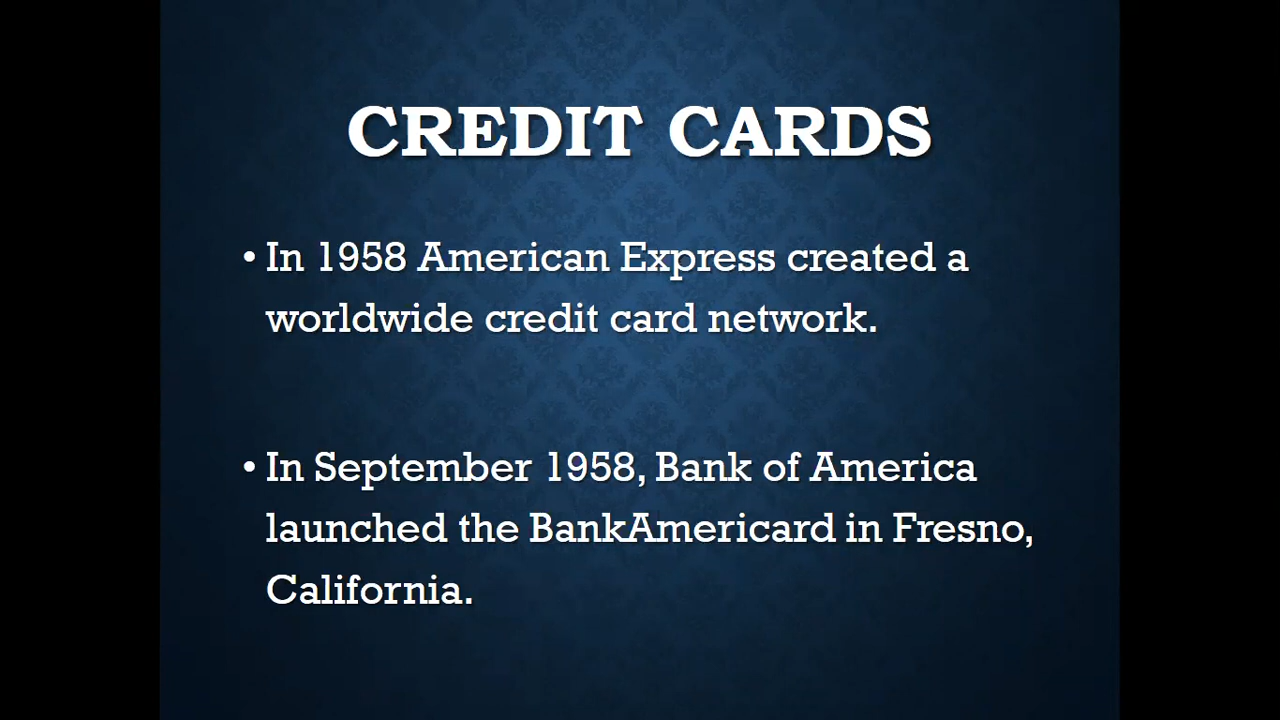 CREDIT CARDS
• In 1958 American Express created a
worldwide credit card network.
• In September 1958, Bank of America
launched the BankAmericard in Fresno,
California.